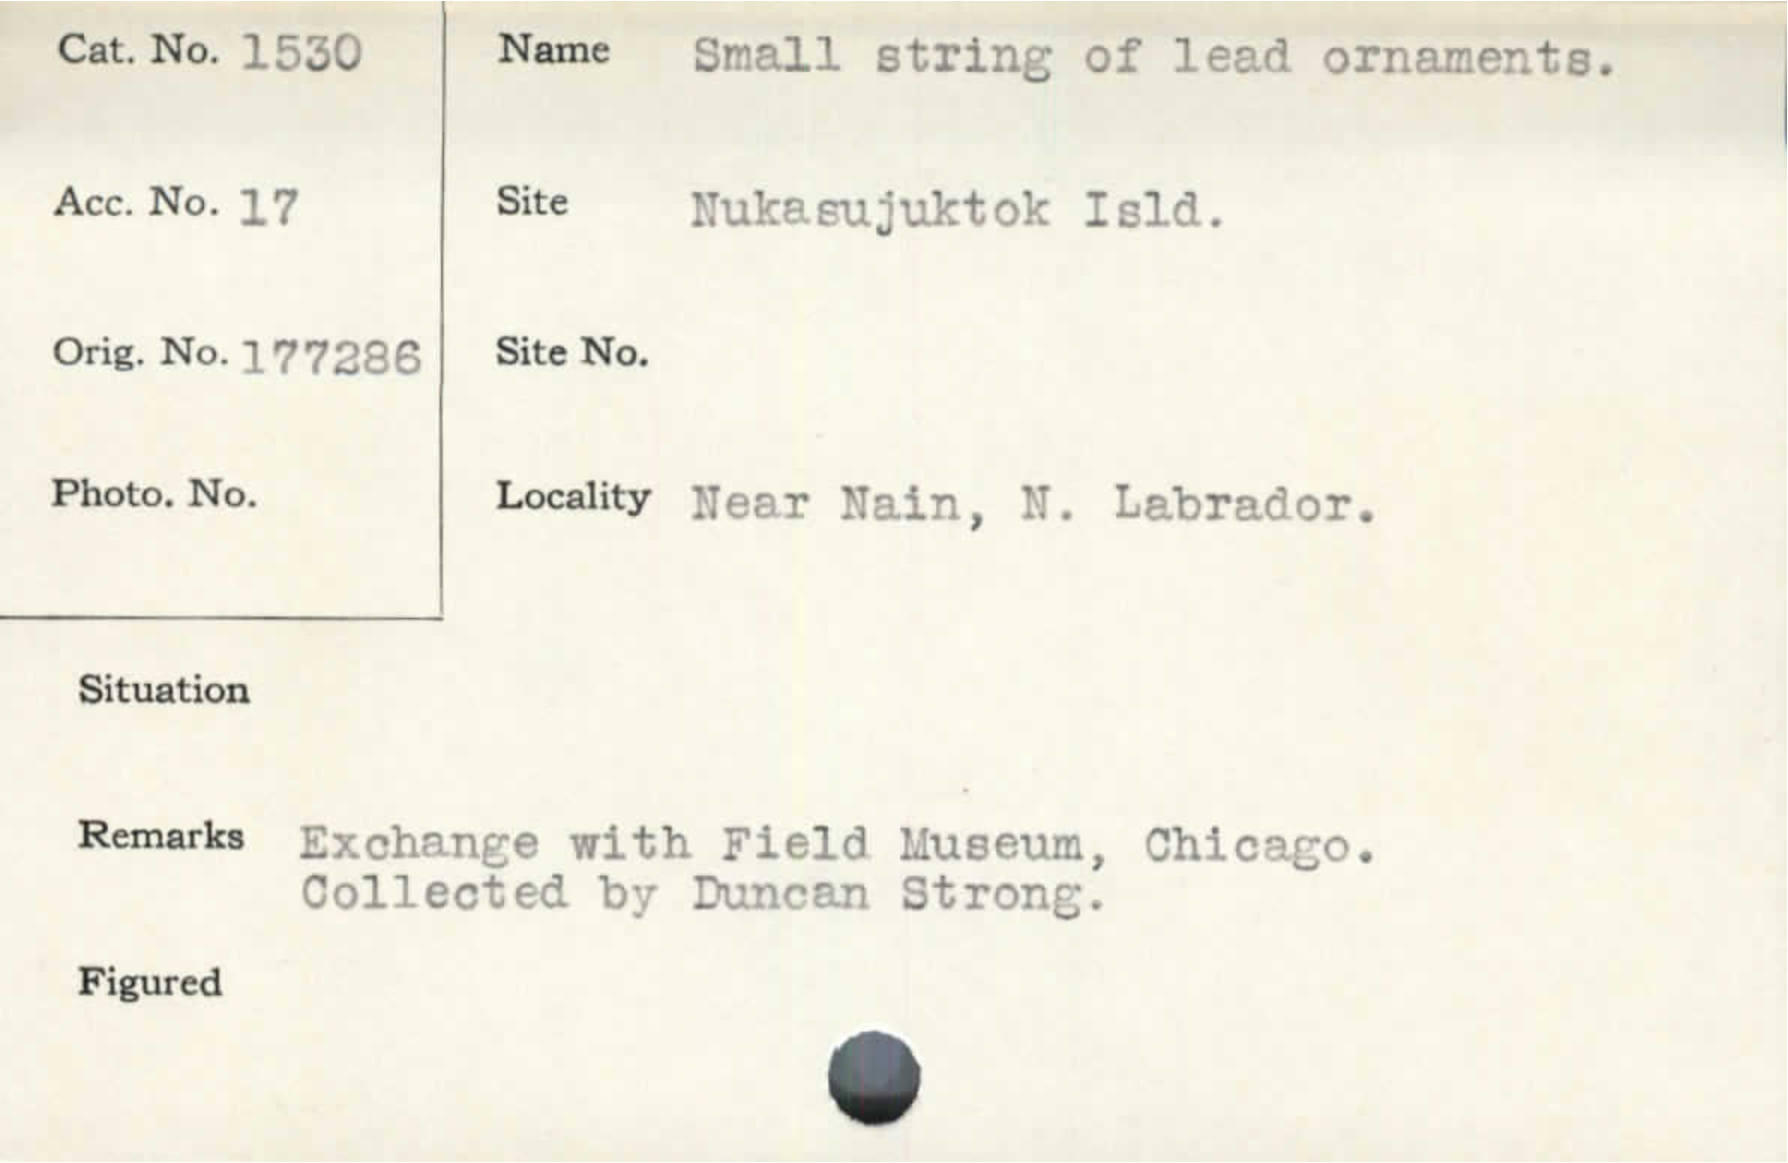 Cat. No. 1530
Name Small string of lead ornaments.
Acc. No. 17
Site Nukasujuktok Isld.
Orig. No. 177286
Site No.
Photo. No.
Locality Near Nain, N. Labrador.
Situation
Remarks Exchange with Field Museum, Chicago.
Collected by Duncan Strong.
Figured